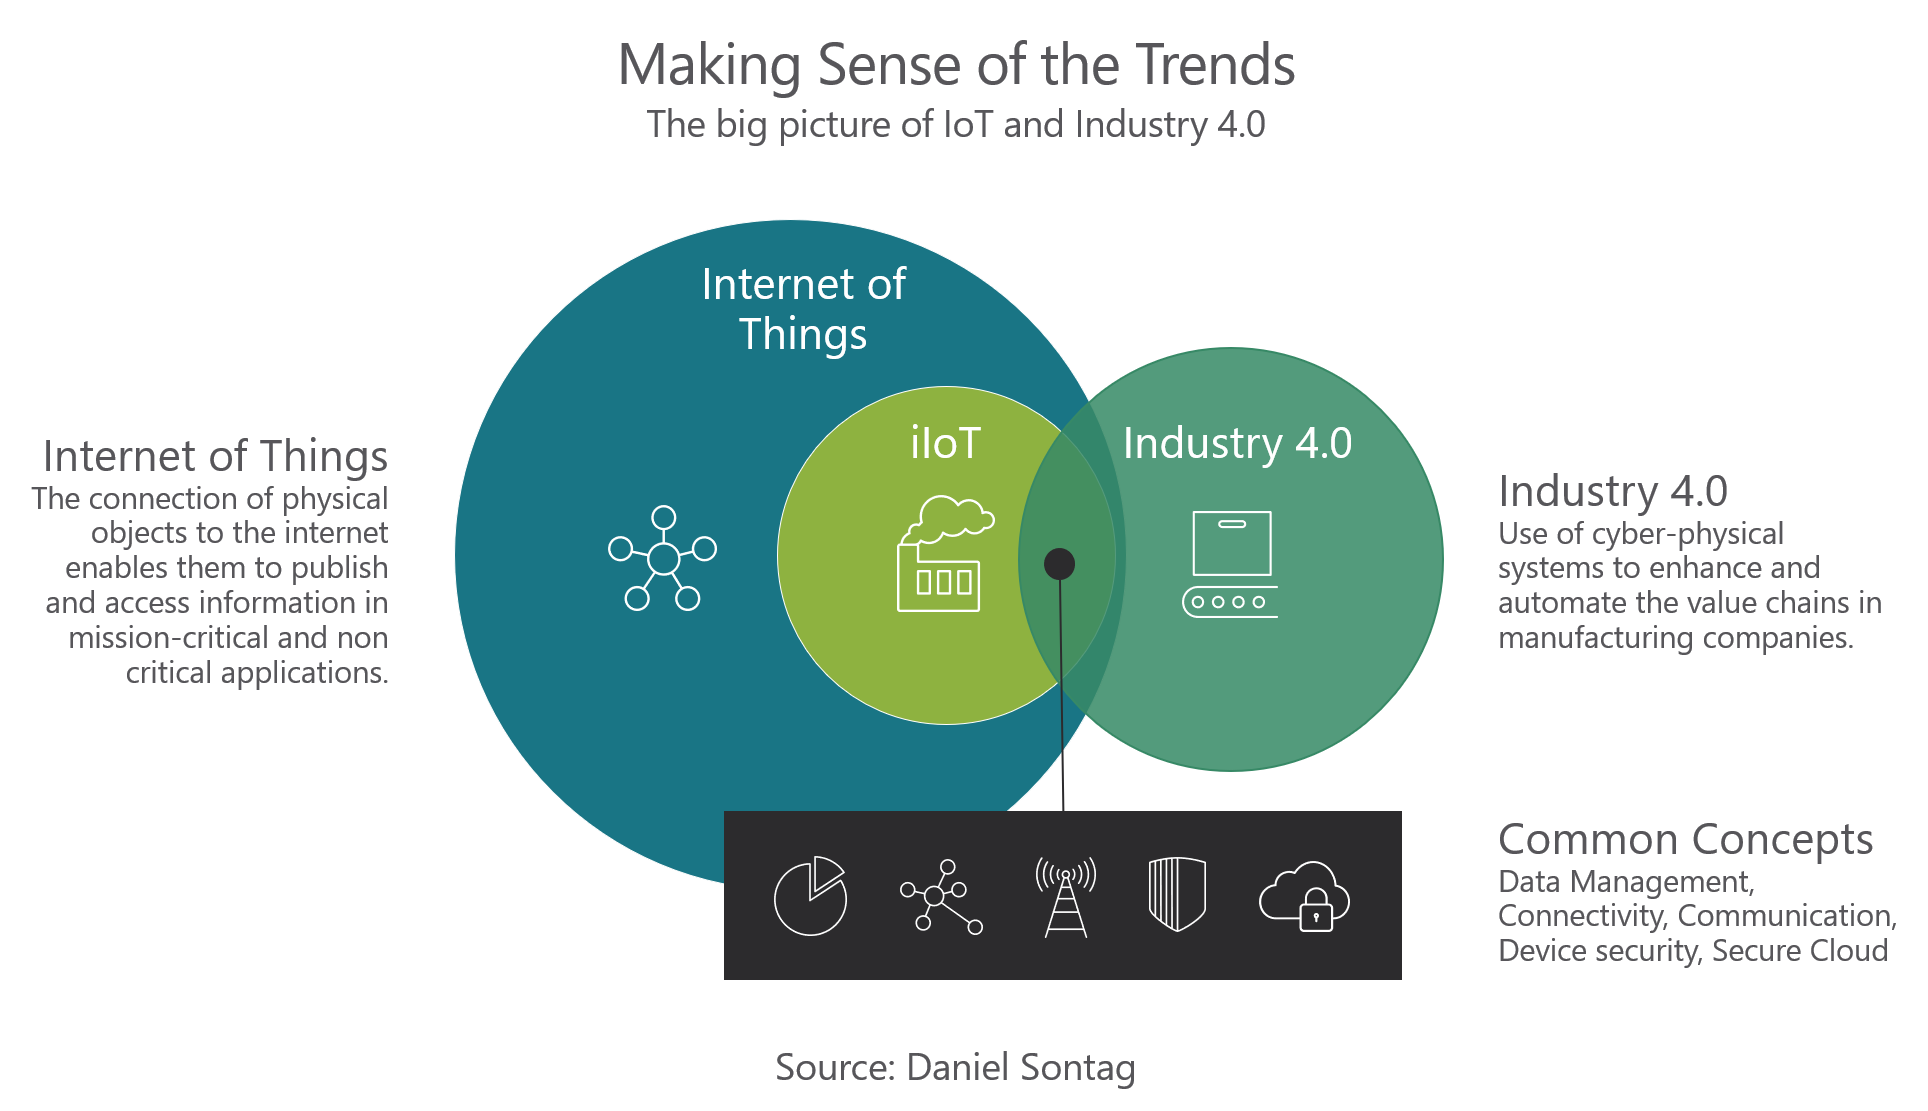 Making Sense of the Trends
The big picture of IoT and Industry 4.0
Internet of
Things
iIoT
Industry 4.0
Internet of Things
The connection of physical
objects to the internet
enables them to publish
and access information in
mission-critical and non
critical applications.
Industry 4.0
Use of cyber-physical
systems to enhance and
automate the value chains in
manufacturing companies.
Common Concepts
Data Management,
Connectivity, Communication,
Device security, Secure Cloud
Source: Daniel Sontag